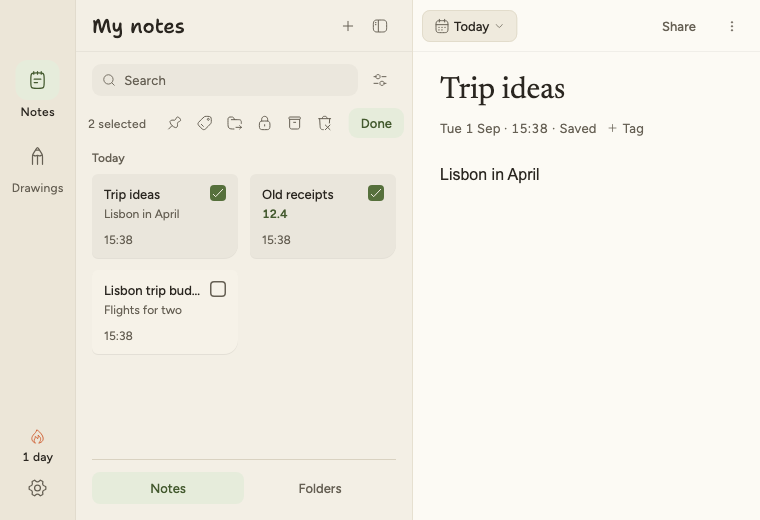 My notes
Search
2 selected
Done
Today
Trip ideas
Lisbon in April
15:38
Old receipts
12.4
15:38
Lisbon trip bud...
Flights for two
15:38
Notes
Folders
Notes
Drawings
1 day
Today
Share
Trip ideas
Tue 1 Sep · 15:38 · Saved + Tag
Lisbon in April